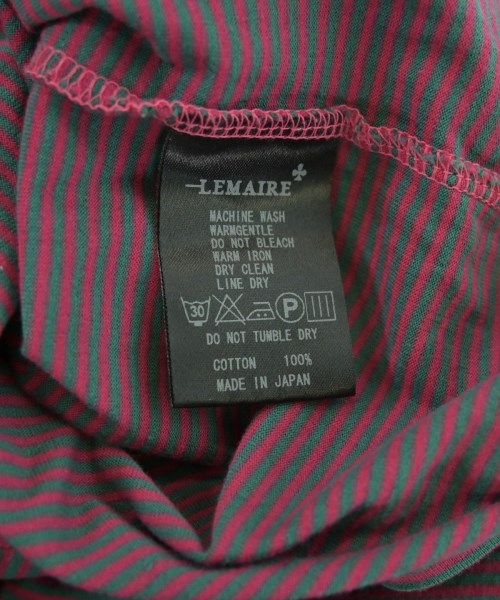 LEMAIRE
MACHINE WASH
WARMGENTLE
DO NOT BLEACH
WARM IRON
DRY CLEAN
LINE DRY
30 P
DO NOT TUMBLE DRY
COTTON 100%
MADE IN JAPAN